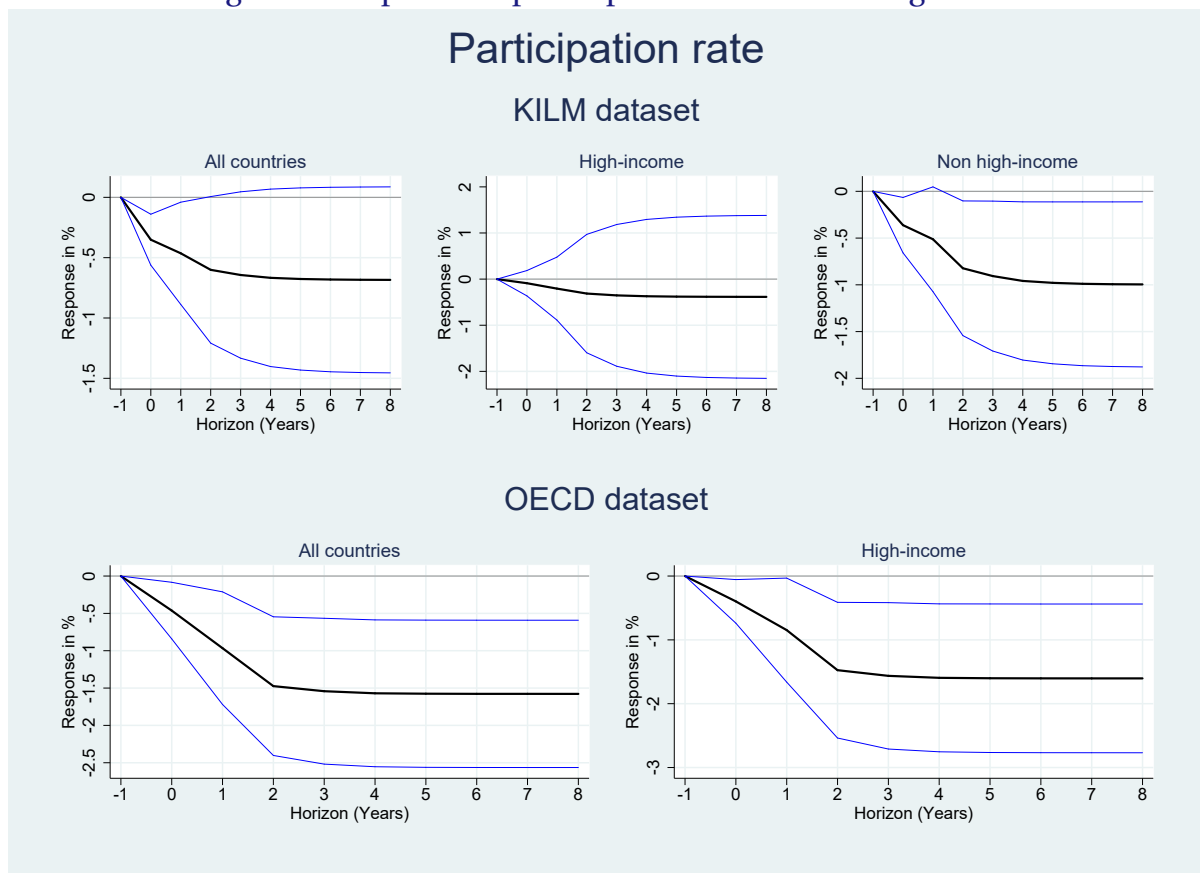 Participation rate
KILM dataset
All countries
0
-.5
-1
-1.5
Response in %
-1 0 1 2 3 4 5 6 7 8
Horizon (Years)
High-income
2
1
0
-1
-2
Response in %
-1 0 1 2 3 4 5 6 7 8
Horizon (Years)
Non high-income
0
-.5
-1
-1.5
-2
Response in %
-1 0 1 2 3 4 5 6 7 8
Horizon (Years)
OECD dataset
All countries
0
-.5
-1
-1.5
-2
-2.5
Response in %
-1 0 1 2 3 4 5 6 7 8
Horizon (Years)
High-income
0
-1
-2
-3
Response in %
-1 0 1 2 3 4 5 6 7 8
Horizon (Years)